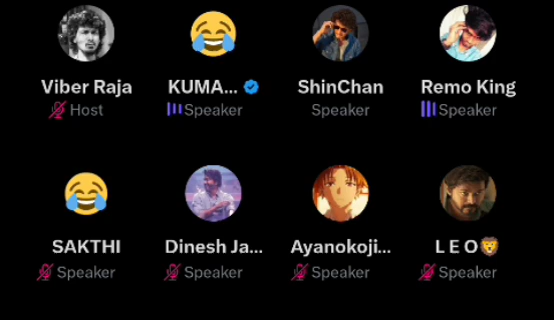 Viber Raja KUMA... ShinChan Remo King
Host Speaker Speaker Speaker
SAKTHI Dinesh Ja... Ayanokoji... L E O🦁
Speaker Speaker Speaker Speaker